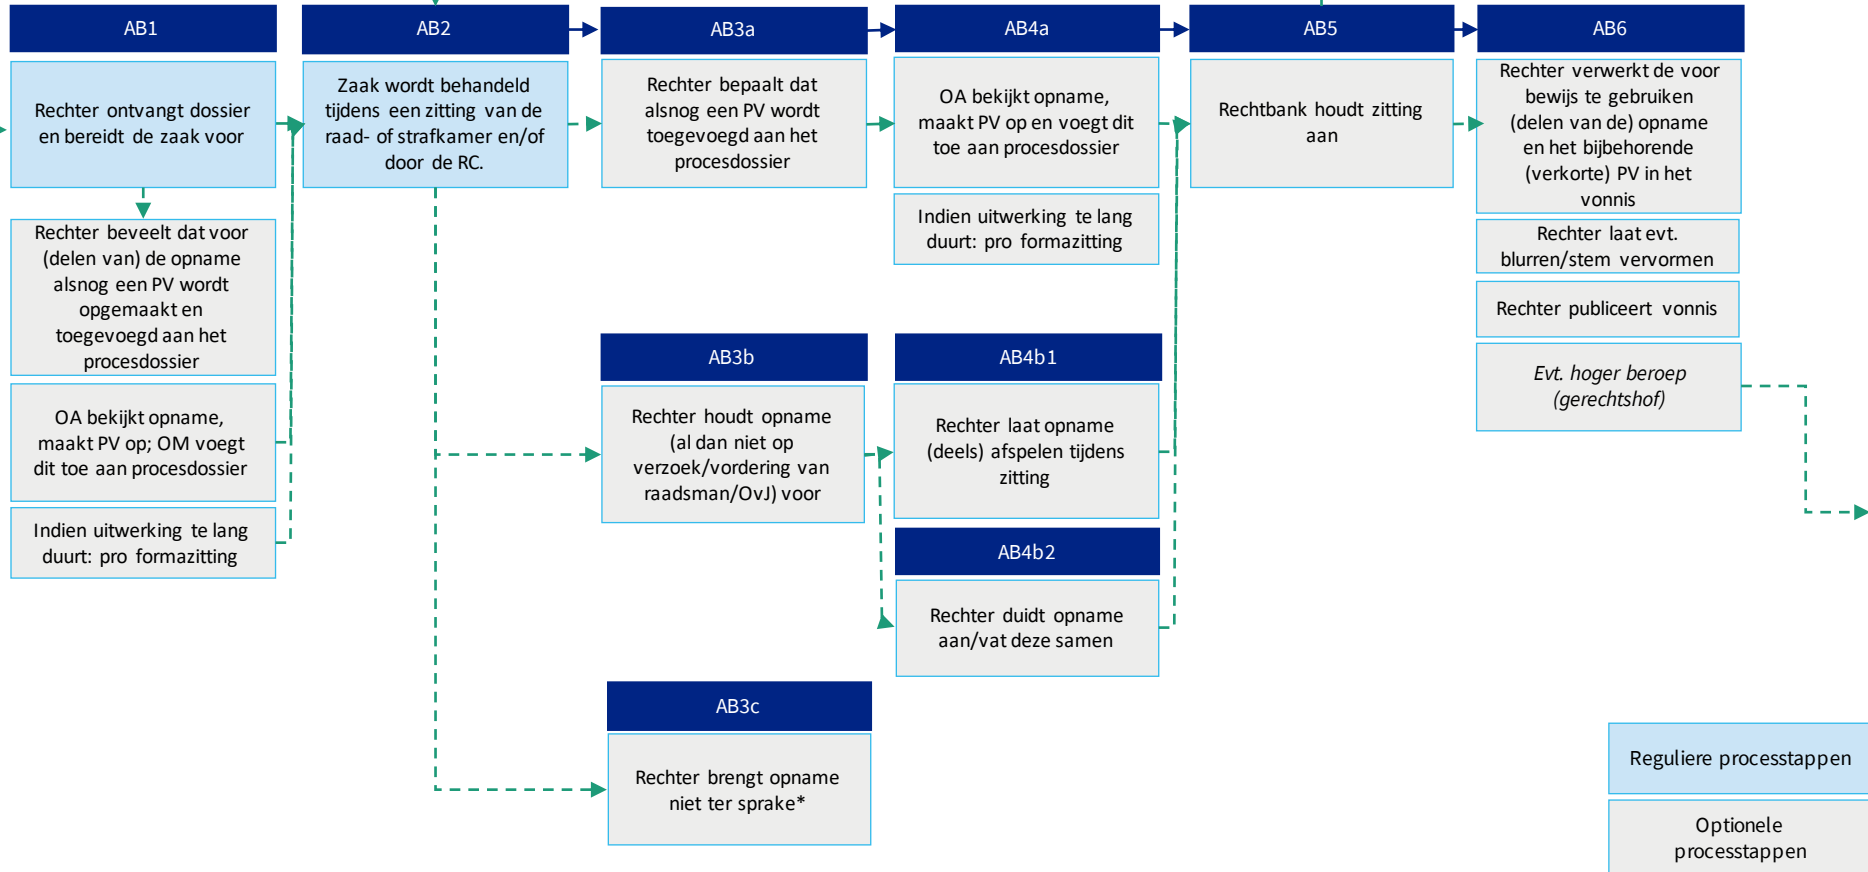 AB1
Rechter ontvangt dossier
en bereidt de zaak voor
Rechter beveelt dat voor
(delen van) de opname
alsnog een PV wordt
opgemaakt en
toegevoegd aan het
procesdossier
OA bekijkt opname,
maakt PV op; OM voegt
dit toe aan procesdossier
Indien uitwerking te lang
duurt: pro formazitting
AB2
Zaak wordt behandeld
tijdens een zitting van de
raad- of strafkamer en/of
door de RC.
AB3a
Rechter bepaalt dat
alsnog een PV wordt
toegevoegd aan het
procesdossier
AB4a
OA bekijkt opname,
maakt PV op en voegt dit
toe aan procesdossier
Indien uitwerking te lang
duurt: pro formazitting
AB3b
Rechter houdt opname
(al dan niet op
verzoek/vordering van
raadsman/OvJ) voor
AB4b1
Rechter laat opname
(deels) afspelen tijdens
zitting
AB4b2
Rechter duidt opname
aan/vat deze samen
AB3c
Rechter brengt opname
niet ter sprake*
AB5
Rechtbank houdt zitting
aan
AB6
Rechter verwerkt de voor
bewijs te gebruiken
(delen van de) opname
en het bijbehorende
(verkorte) PV in het
vonnis
Rechter laat evt.
blurren/stem vervormen
Rechter publiceert vonnis
Evt. hoger beroep
(gerechtshof)
Reguliere processtappen
Optionele
processtappen